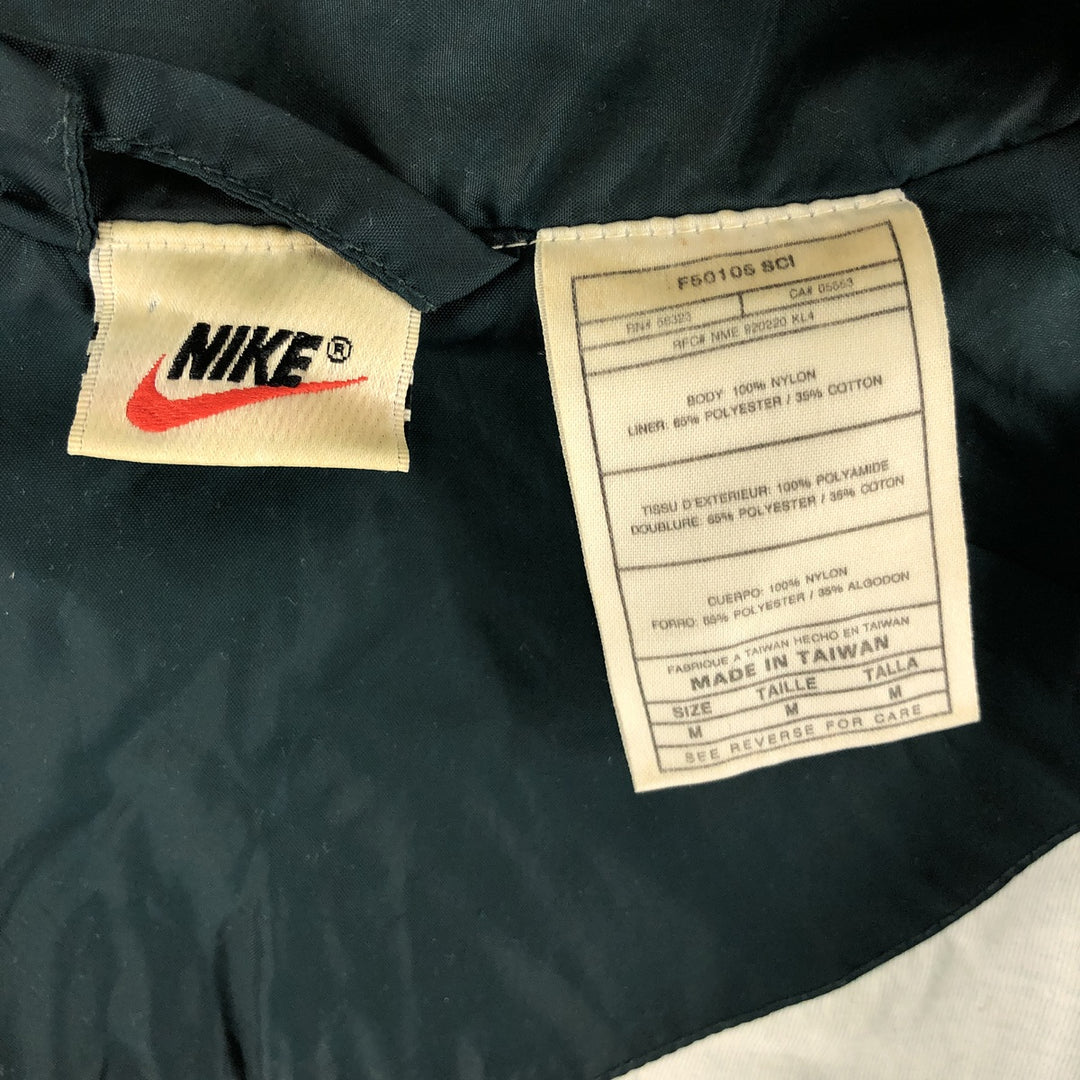 NIKE®
F50106 SCI
RN# 56323 CA# 05553
RFC# NME 920220 KL4
BODY 100% NYLON
LINER: 65% POLYESTER / 35% COTTON
TISSU D'EXTERIEUR: 100% POLYAMIDE
DOUBLURE: 65% POLYESTER / 35% COTON
CUERPO: 100% NYLON
FORRO: 65% POLYESTER / 35% ALGODON
FABRIQUE A TAIWAN HECHO EN TAIWAN
MADE IN TAIWAN
SIZE TAILLE TALLA
M M M
SEE REVERSE FOR CARE